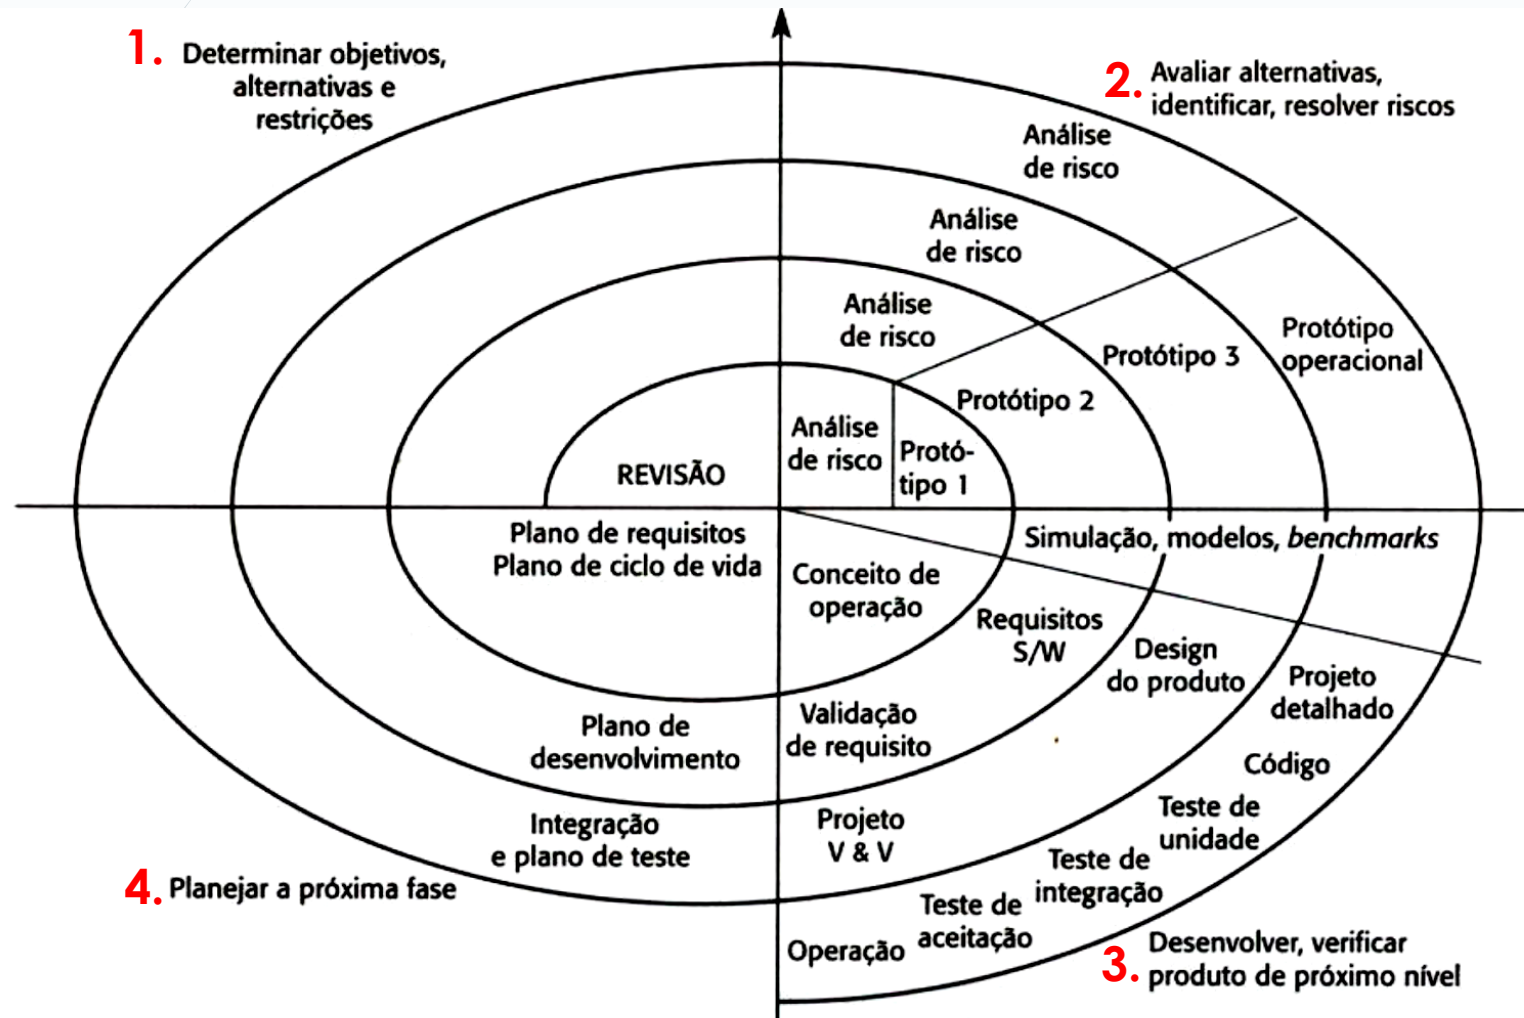 1. Determinar objetivos,
alternativas e
restrições
2. Avaliar alternativas,
identificar, resolver riscos
Análise
de risco
Análise
de risco
Análise
de risco
Análise
de risco
Protó-
tipo 1
Protótipo 2
Protótipo 3
Protótipo
operacional
REVISÃO
Plano de requisitos
Plano de ciclo de vida
Simulação, modelos, benchmarks
Conceito de
operação
Requisitos
S/W
Design
do produto
Projeto
detalhado
Código
Teste de
unidade
Teste de
integração
Teste de
aceitação
Operação
Validação
de requisito
Projeto
V & V
Plano de
desenvolvimento
Integração
e plano de teste
3. Desenvolver, verificar
produto de próximo nível
4. Planejar a próxima fase